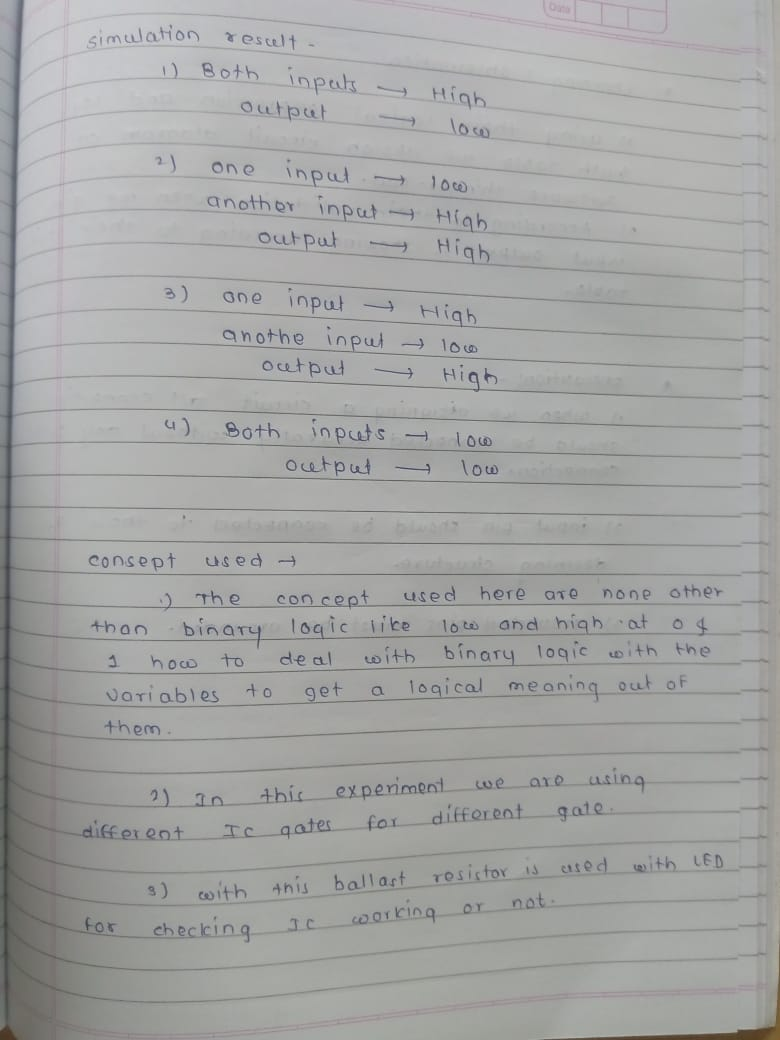 Date
simulation result -
1) Both inputs → High
output → low
2) one input → low
another input → High
output → High
3) one input → High
anothe input → low
output → High
4) Both inputs → low
output → low
consept used →
1) The concept used here are none other
than binary logic like low and high at 0 &
1 how to deal with binary logic with the
variables to get a logical meaning out of
them.
2) In this experiment we are using
different IC gates for different gate.
3) with this ballast resistor is used with LED
for checking IC working or not.